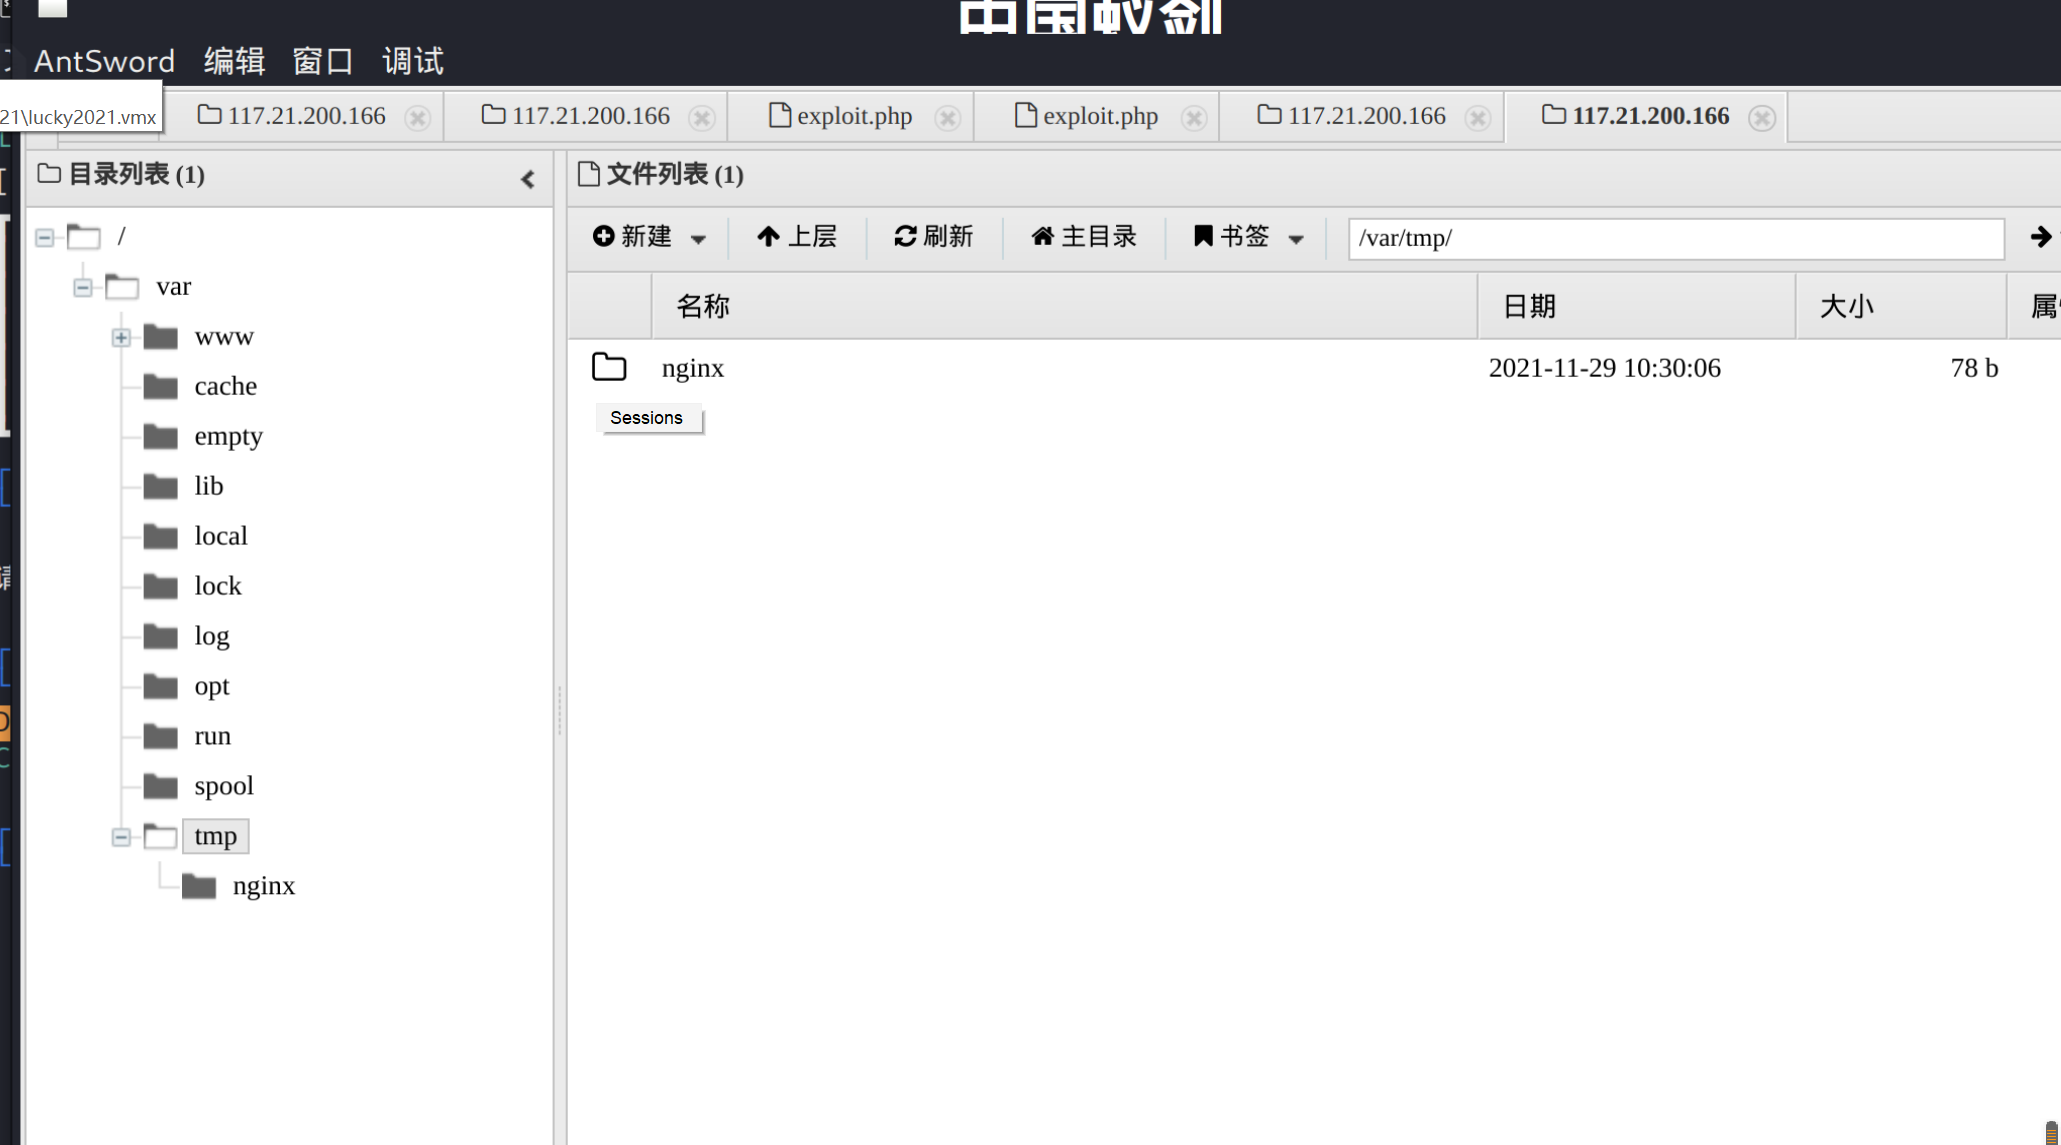 中国蚁剑
AntSword 编辑 窗口 调试
21\lucky2021.vmx
117.21.200.166 117.21.200.166 exploit.php exploit.php 117.21.200.166 117.21.200.166
目录列表 (1)
文件列表 (1)
新建 上层 刷新 主目录 书签 /var/tmp/
名称 日期 大小
nginx 2021-11-29 10:30:06 78 b
Sessions
/
var
www
cache
empty
lib
local
lock
log
opt
run
spool
tmp
nginx